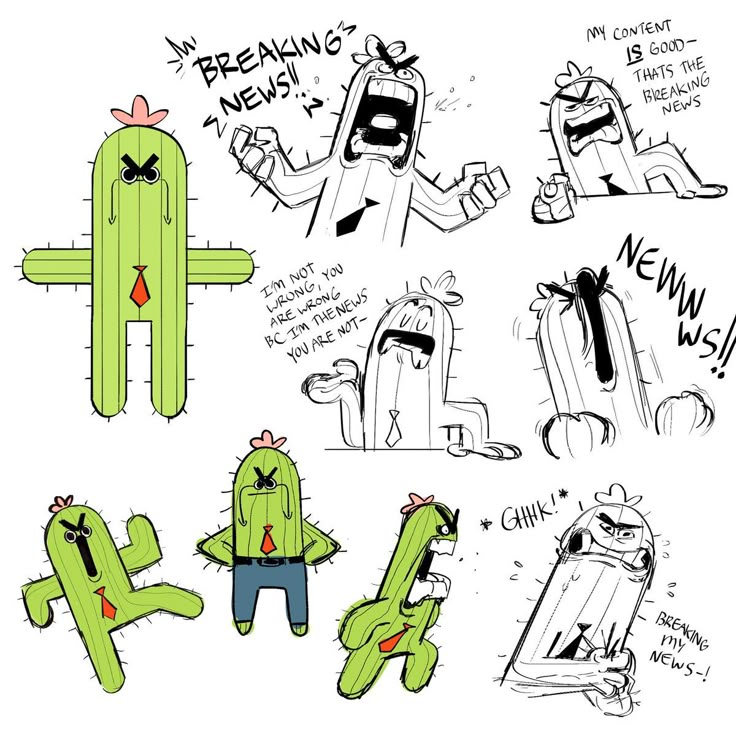 BREAKING
NEWS!!
MY CONTENT
IS GOOD-
THATS THE
BREAKING
NEWS
I'M NOT
WRONG, YOU
ARE WRONG
BC I'M THE NEWS
YOU ARE NOT-
NEWW
WS!!
*GHHK!*
BREAKING
MY
NEWS-!